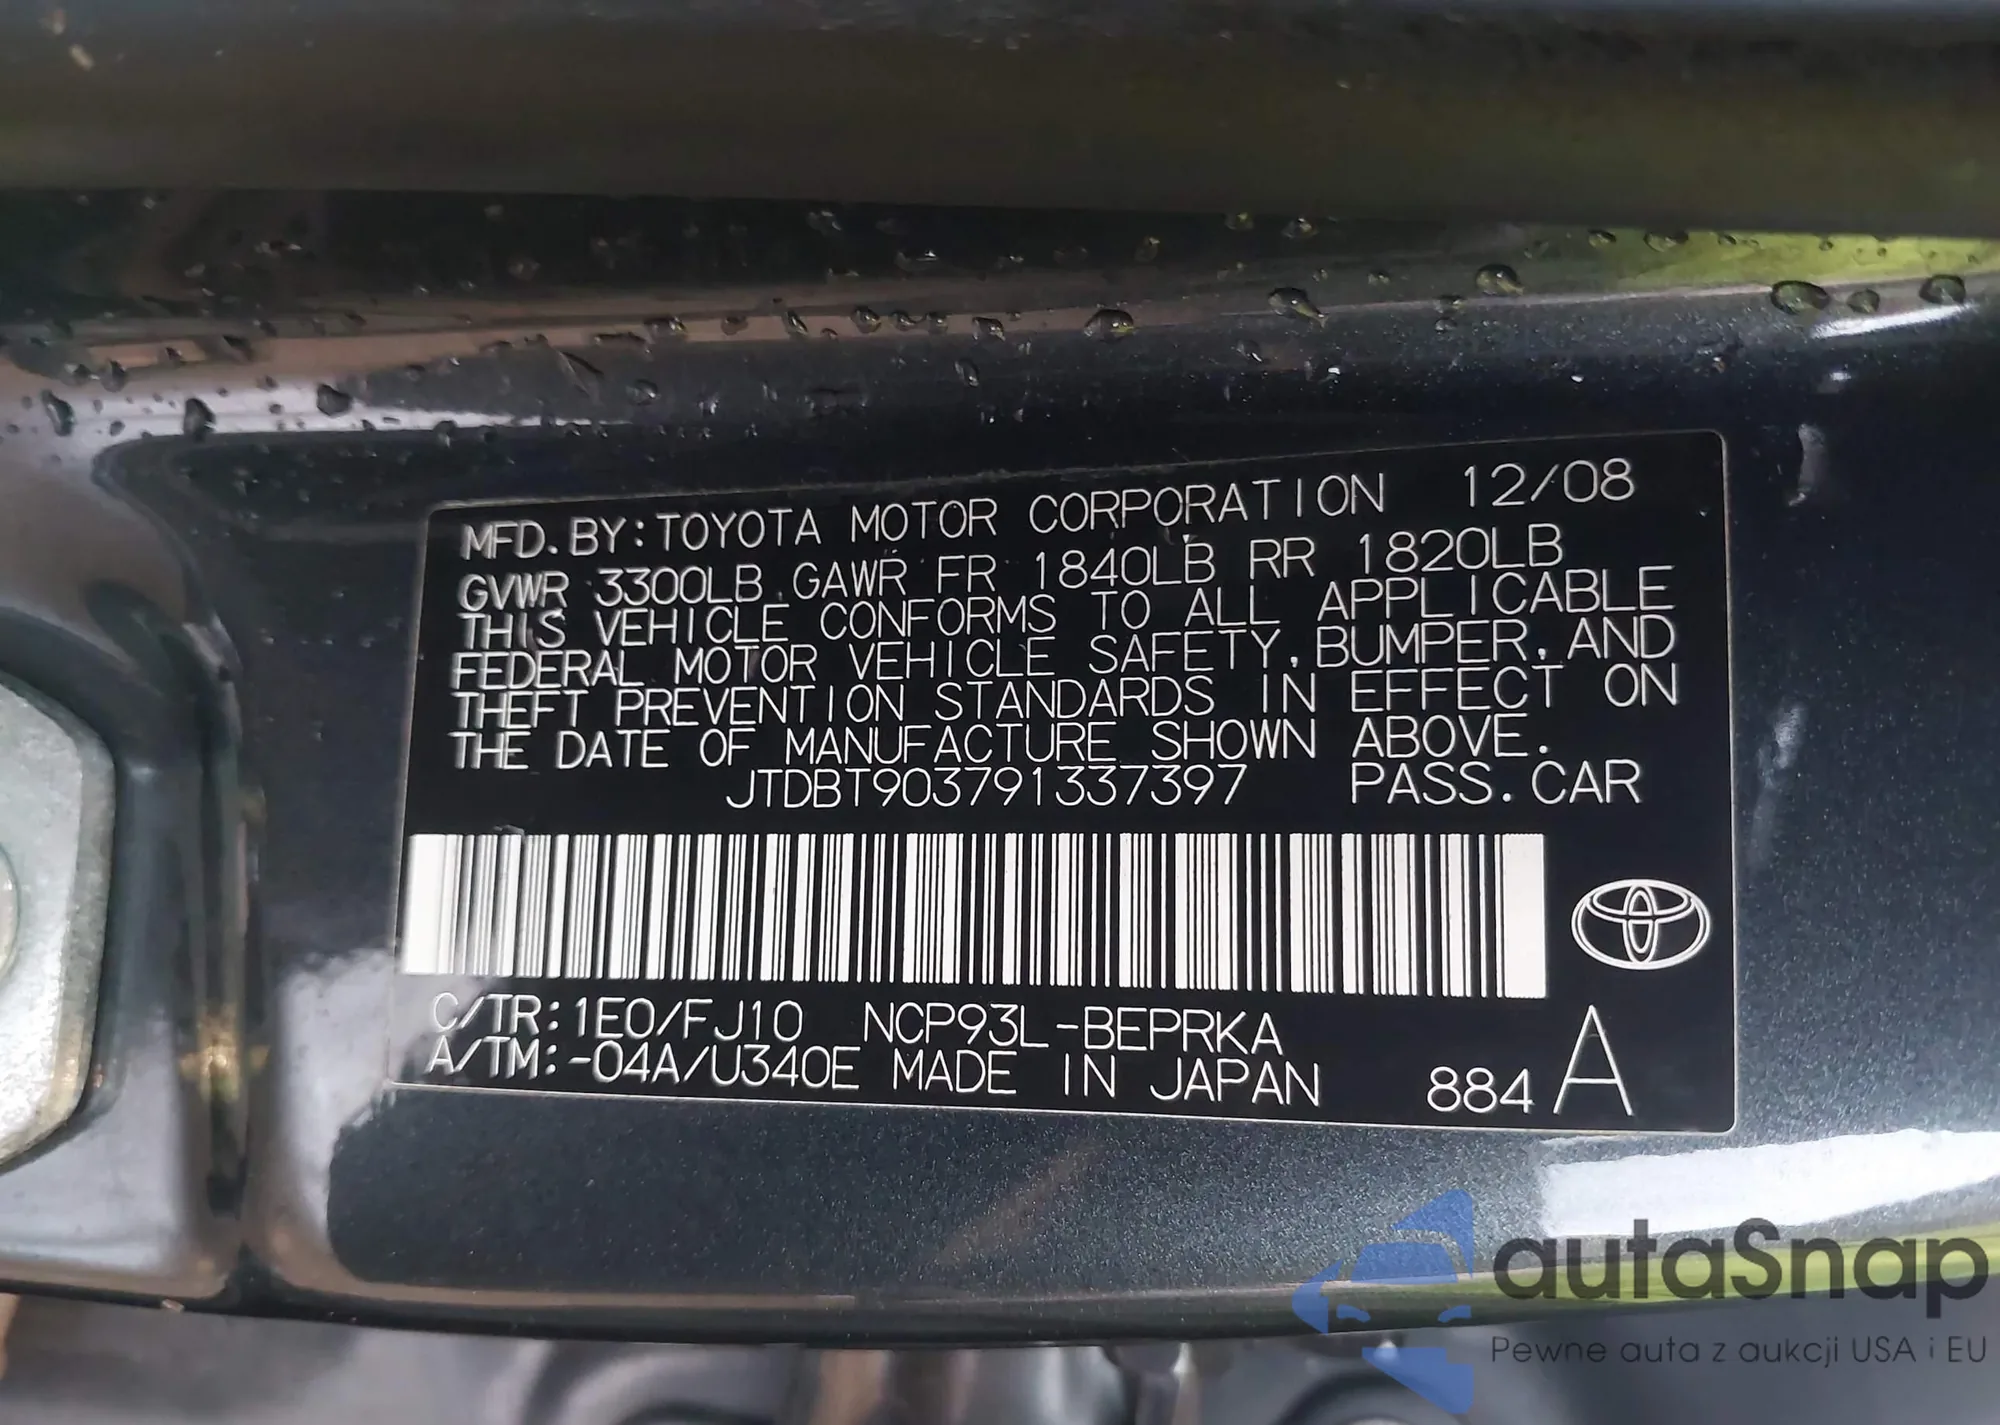 MFD. BY: TOYOTA MOTOR CORPORATION 12/08
GVWR 3300LB GAWR FR 1840LB RR 1820LB
THIS VEHICLE CONFORMS TO ALL APPLICABLE
FEDERAL MOTOR VEHICLE SAFETY, BUMPER, AND
THEFT PREVENTION STANDARDS IN EFFECT ON
THE DATE OF MANUFACTURE SHOWN ABOVE.
JTDBT903791337397 PASS. CAR
C/TR: 1E0/FJ10 NCP93L-BEPRKA
A/TM: -04A/U340E MADE IN JAPAN 884 A
autaSnap
Pewne auta z aukcji USA i EU